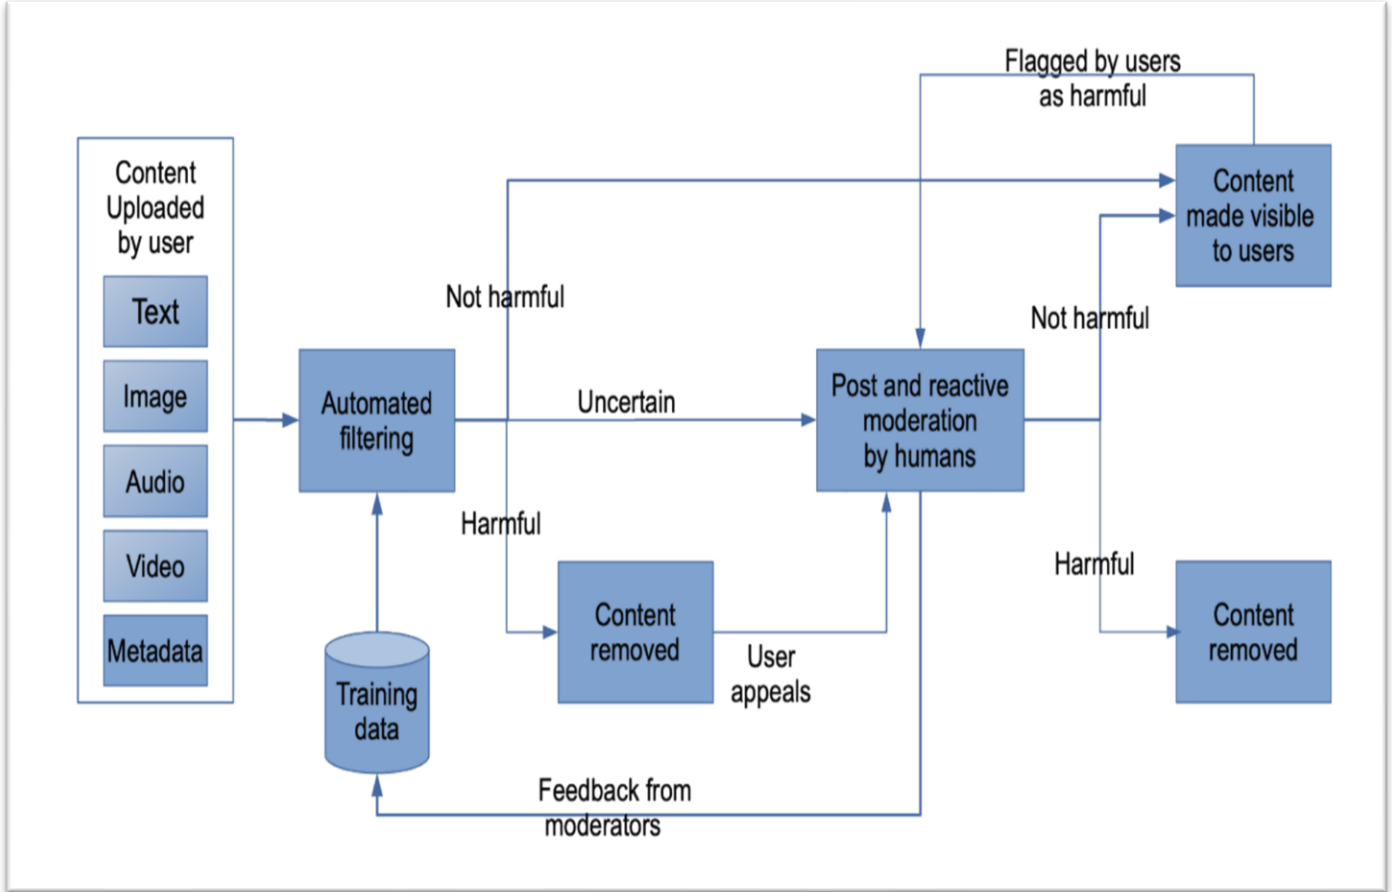 Flagged by users
as harmful
Content
Uploaded
by user
Text
Image
Audio
Video
Metadata
Automated
filtering
Training
data
Not harmful
Uncertain
Harmful
Content
removed
User
appeals
Feedback from
moderators
Post and reactive
moderation
by humans
Not harmful
Harmful
Content
made visible
to users
Content
removed